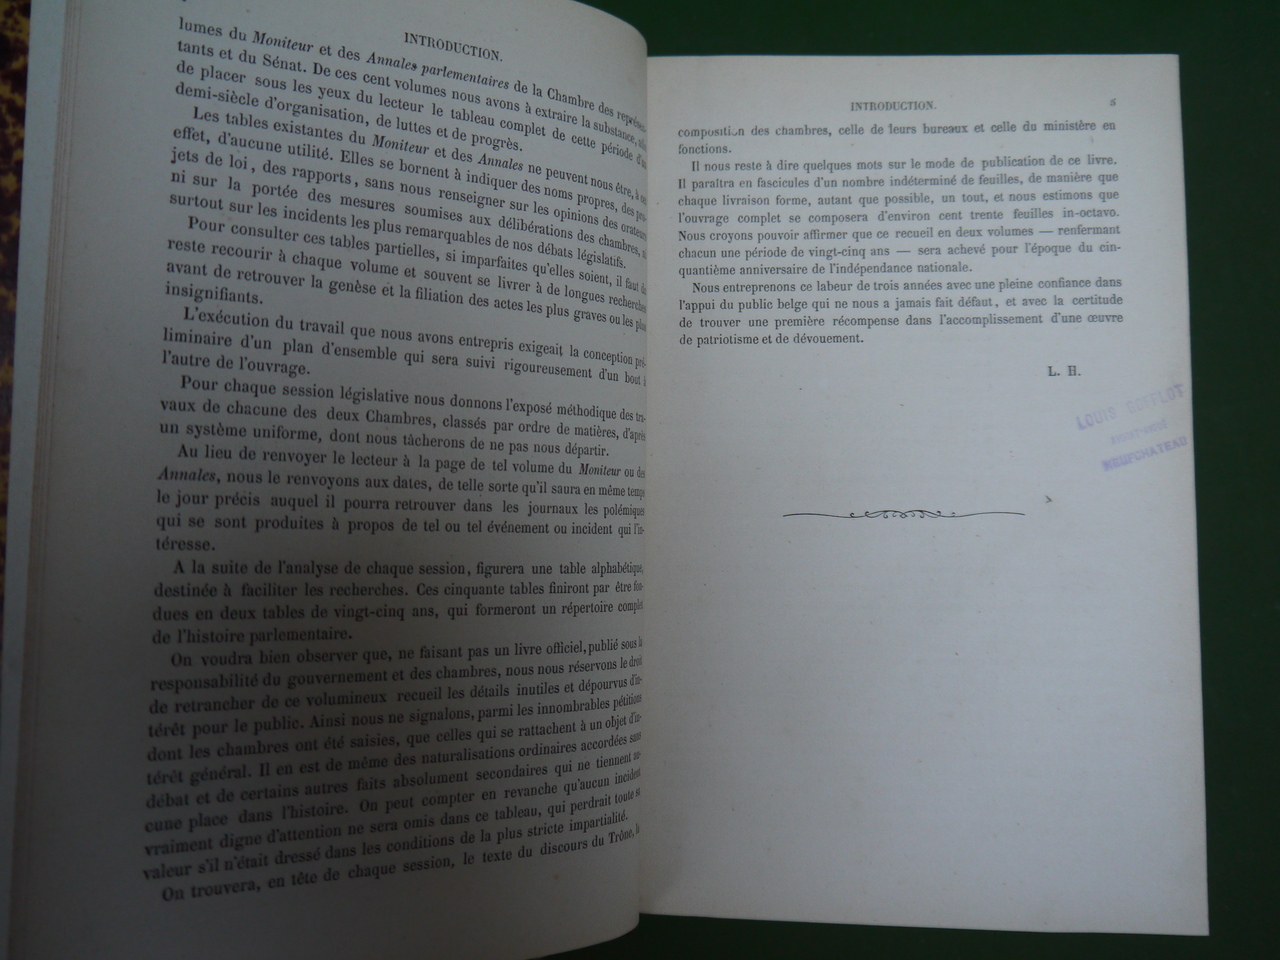 INTRODUCTION.
lumes du Moniteur et des Annales parlementaires de la Chambre des
tants et du Sénat. De ces cent volumes nous avons à extraire la substance,
de placer sous les yeux du lecteur le tableau complet de cette période
demi-siècle d'organisation, de luttes et de progrès.
Les tables existantes du Moniteur et des Annales ne peuvent nous être, à
effet, d'aucune utilité. Elles se bornent à indiquer des noms propres, des pro-
jets de loi, des rapports, sans nous renseigner sur les opinions des orateurs
ni sur la portée des mesures soumises aux délibérations des chambres,
surtout sur les incidents les plus remarquables de nos débats législatifs.
Pour consulter ces tables partielles, si imparfaites qu'elles soient, il faut
reste recourir à chaque volume et souvent se livrer à de longues recherches
avant de retrouver la genèse et la filiation des actes les plus graves ou les plus
insignifiants.
L'exécution du travail que nous avons entrepris exigeait la conception pré-
liminaire d'un plan d'ensemble qui sera suivi rigoureusement d'un bout à
l'autre de l'ouvrage.
Pour chaque session législative nous donnons l'exposé méthodique des tra-
vaux de chacune des deux Chambres, classés par ordre de matières, d'après
un système uniforme, dont nous tâcherons de ne pas nous départir.
Au lieu de renvoyer le lecteur à la page de tel volume du Moniteur ou des
Annales, nous le renvoyons aux dates, de telle sorte qu'il saura en même temps
le jour précis auquel il pourra retrouver dans les journaux les polémiques
qui se sont produites à propos de tel ou tel événement ou incident qui l'in-
téresse.
A la suite de l'analyse de chaque session, figurera une table alphabétique,
destinée à faciliter les recherches. Ces cinquante tables finiront par être fon-
dues en deux tables de vingt-cinq ans, qui formeront un répertoire complet
de l'histoire parlementaire.
On voudra bien observer que, ne faisant pas un livre officiel, publié sous la
responsabilité du gouvernement et des chambres, nous nous réservons le droit
de retrancher de ce volumineux recueil les détails inutiles et dépourvus d'in-
térêt pour le public. Ainsi nous ne signalons, parmi les innombrables pétitions
dont les chambres ont été saisies, que celles qui se rattachent à un objet d'in-
térêt général. Il en est de même des naturalisations ordinaires accordées sans
débat et de certains autres faits absolument secondaires qui ne tiennent au-
cune place dans l'histoire. On peut compter en revanche qu'aucun incident
vraiment digne d'attention ne sera omis dans ce tableau, qui perdrait toute sa
valeur s'il n'était dressé dans les conditions de la plus stricte impartialité.
On trouvera, en tête de chaque session, le texte du discours du Trône, la
INTRODUCTION. 5
composition des chambres, celle de leurs bureaux et celle du ministère en
fonctions.
Il nous reste à dire quelques mots sur le mode de publication de ce livre.
Il paraîtra en fascicules d'un nombre indéterminé de feuilles, de manière que
chaque livraison forme, autant que possible, un tout, et nous estimons que
l'ouvrage complet se composera d'environ cent trente feuilles in-octavo.
Nous croyons pouvoir affirmer que ce recueil en deux volumes — renfermant
chacun une période de vingt-cinq ans — sera achevé pour l'époque du cin-
quantième anniversaire de l'indépendance nationale.
Nous entreprenons ce labeur de trois années avec une pleine confiance dans
l'appui du public belge qui ne nous a jamais fait défaut, et avec la certitude
de trouver une première récompense dans l'accomplissement d'une œuvre
de patriotisme et de dévouement.
L. H.
LOUIS
NEUFCHATEAU